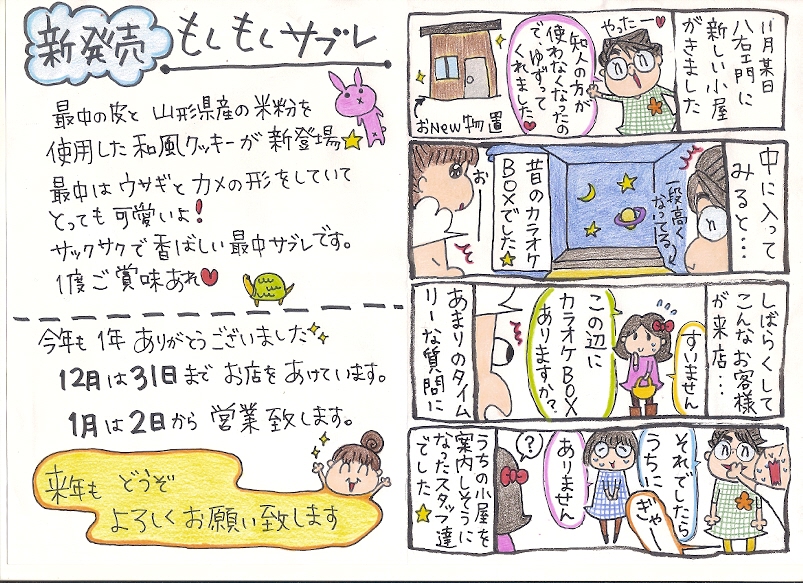 新発売
もしもしサブレ
最中の皮と山形県産の米粉を
使用した和風クッキーが新登場
最中はウサギとカメの形をしていて
とっても可愛いよ!
サックサクで香ばしい最中サブレです。
1度ご賞味あれ♥
今年も1年ありがとうございました
12月は31日までお店をあけています。
1月は2日から営業致します。
来年もどうぞ
よろしくお願い致します
11月某日
八右エ門に
新しい小屋
がきました
やったー♥
知人の方が
使わなくなったの
でゆずって
くれました♥
おNew物置
中に入って
みると…
一段高く
なってる。
お—
昔のカラオケ
BOXでした★
しばらくして
こんなお客様
が来店…
すいません
この辺に
カラオケBOX
ありますか?
あまりのタイム
リーな質問に
それでしたら
うちに
ぎゃー
ありません
?
うちの小屋を
案内しそうに
なったスタッフ達
でした★